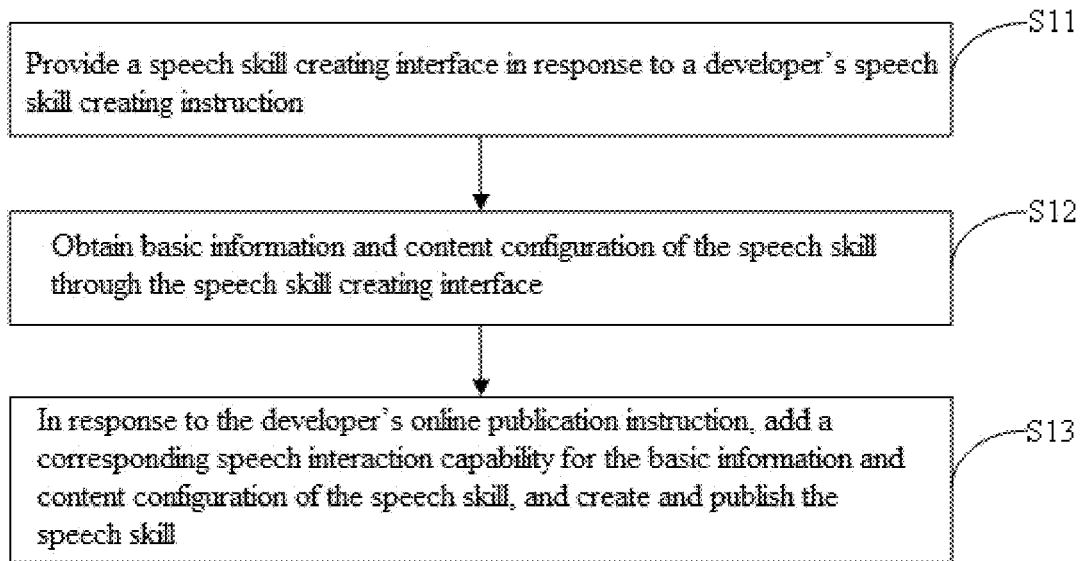 S11
Provide a speech skill creating interface in response to a developer's speech
skill creating instruction
S12
Obtain basic information and content configuration of the speech skill
through the speech skill creating interface
S13
In response to the developer's online publication instruction, add a
corresponding speech interaction capability for the basic information and
content configuration of the speech skill, and create and publish the
speech skill